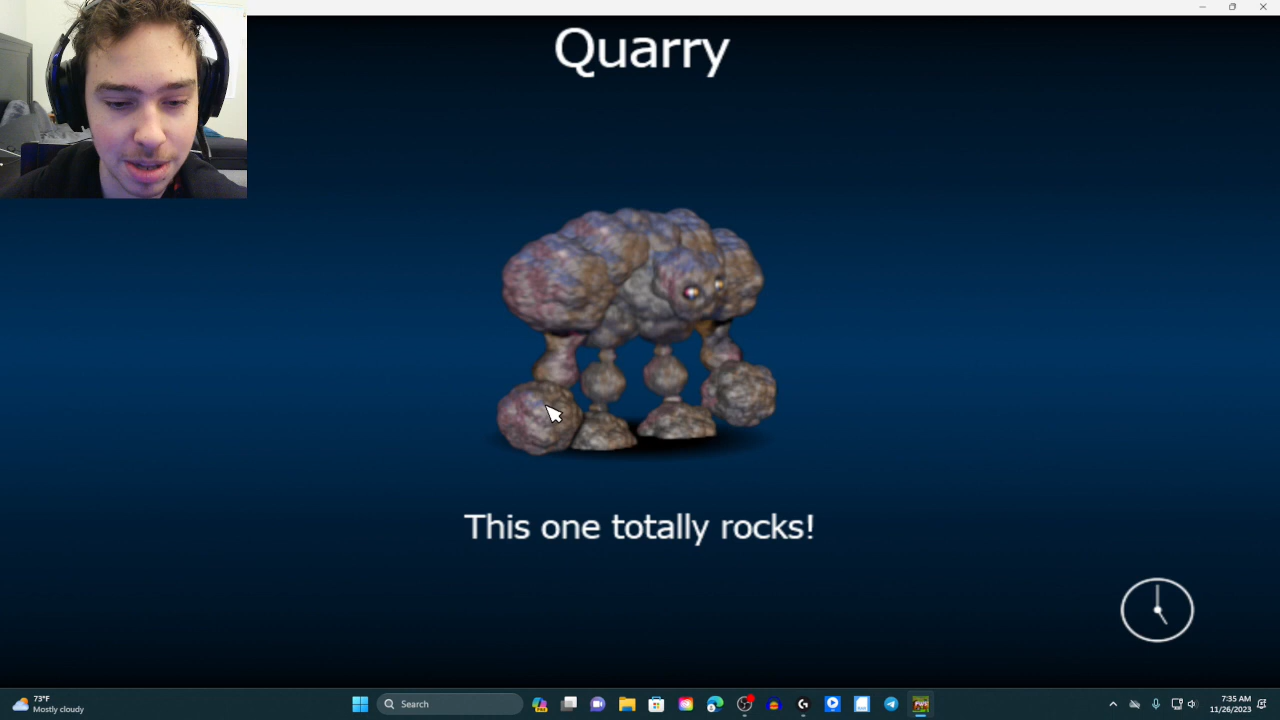 Quarry
This one totally rocks!
73°F
Mostly cloudy
Search
7:35 AM
11/26/2023